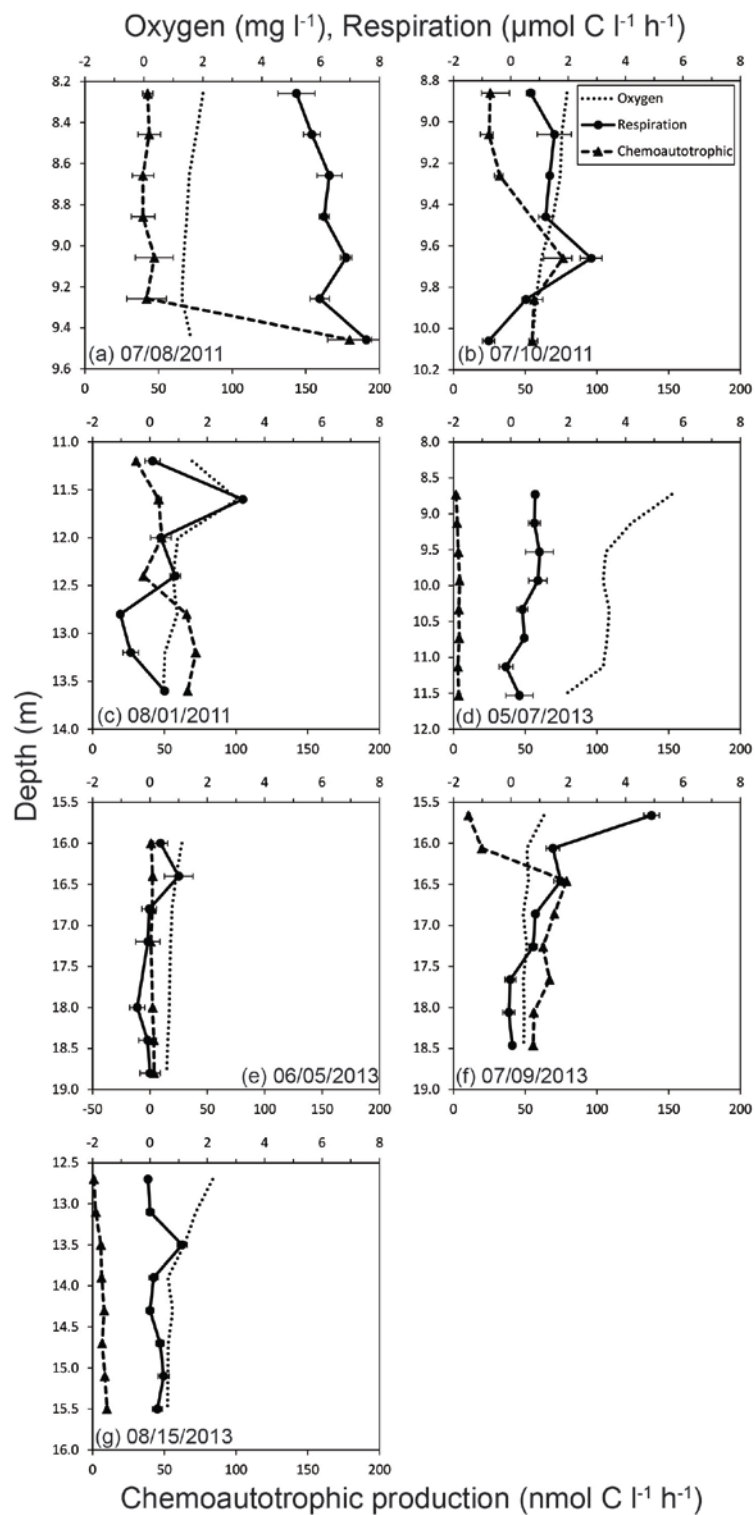 Oxygen (mg l-1), Respiration (µmol C l-1 h-1)
0 2 4 6 8
-2 0 2 4 6 8
8.2
8.4
8.6
8.8
9.0
9.2
9.4
9.6
(a) 07/08/2011
0 50 100 150 200
8.8
9.0
9.2
9.4
9.6
9.8
10.0
10.2
Oxygen
Respiration
Chemoautotrophic
(b) 07/10/2011
0 50 100 150 200
-2 0 2 4 6 8
11.0
11.5
12.0
12.5
13.0
13.5
14.0
(c) 08/01/2011
0 50 100 150 200
-2 0 2 4 6 8
8.0
8.5
9.0
9.5
10.0
10.5
11.0
11.5
12.0
(d) 05/07/2013
0 50 100 150 200
Depth (m)
-2 0 2 4 6 8
15.5
16.0
16.5
17.0
17.5
18.0
18.5
19.0
(e) 06/05/2013
-50 0 50 100 150 200
-2 0 2 4 6 8
15.5
16.0
16.5
17.0
17.5
18.0
18.5
19.0
(f) 07/09/2013
0 50 100 150 200
-2 0 2 4 6 8
12.5
13.0
13.5
14.0
14.5
15.0
15.5
16.0
(g) 08/15/2013
0 50 100 150 200
Chemoautotrophic production (nmol C l-1 h-1)